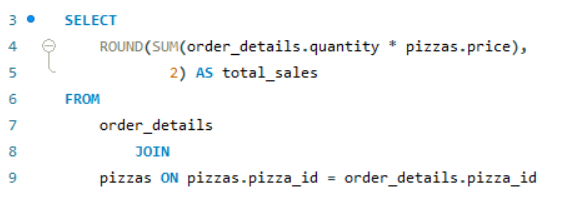 3 SELECT
4 ROUND(SUM(order_details.quantity * pizzas.price),
5 2) AS total_sales
6 FROM
7 order_details
8 JOIN
9 pizzas ON pizzas.pizza_id = order_details.pizza_id